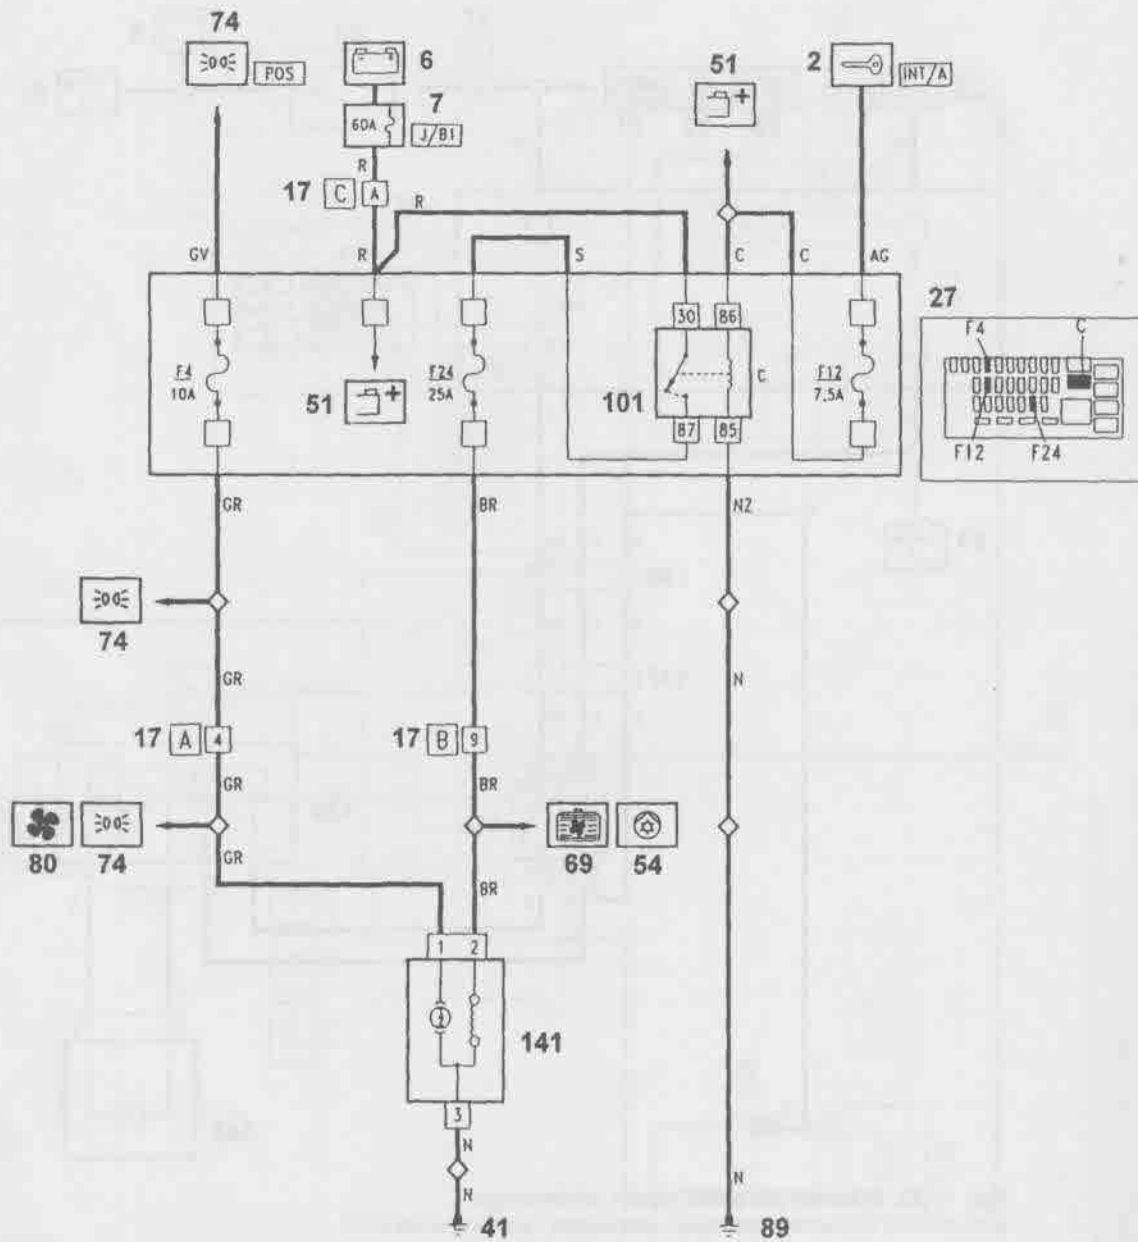 74
POS
6
7
60A
J/B1
51
2
INT/A
R
17 C A
R
GV
R
S
C
C
AG
27
F4
C
F12
F24
F4
10A
51
F24
25A
30
86
C
101
87
85
F12
7,5A
GR
BR
NZ
74
GR
N
17 A 4
17 B 9
GR
BR
80
74
69
54
GR
BR
1
2
141
3
N
N
N
41
89